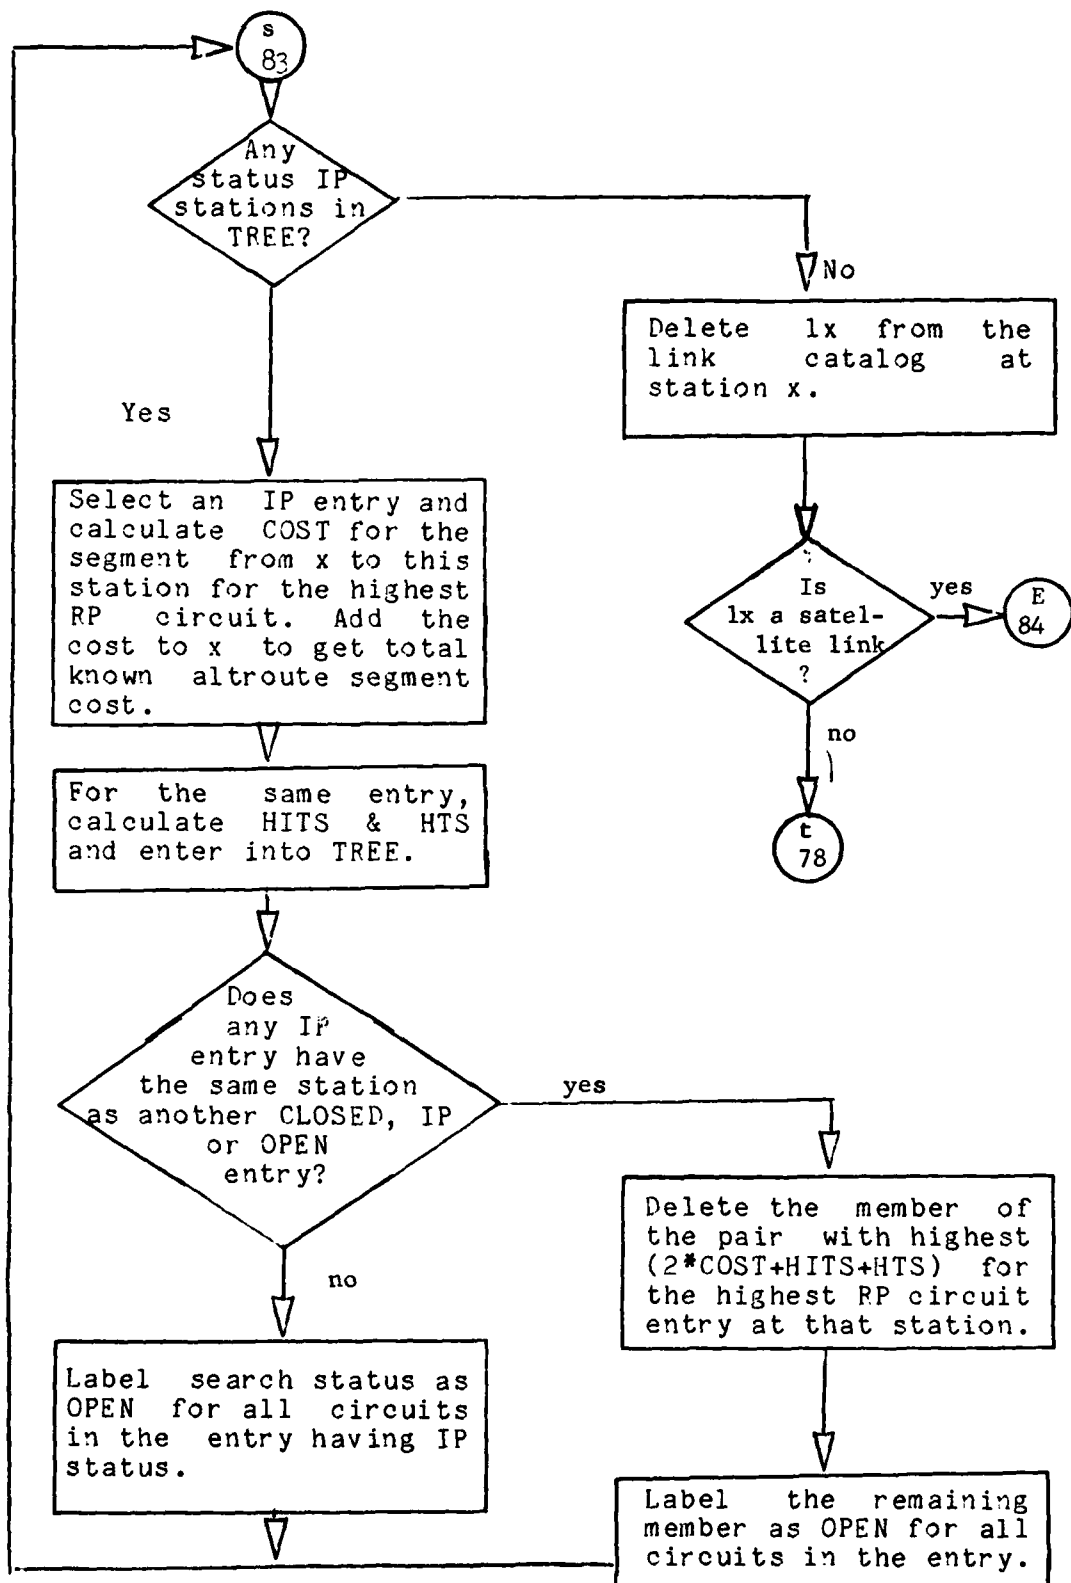 s
83
Any
status IP
stations in
TREE?
No
Delete lx from the
link catalog at
station x.
Yes
Select an IP entry and
calculate COST for the
segment from x to this
station for the highest
RP circuit. Add the
cost to x to get total
known altroute segment
cost.
Is
lx a satel-
lite link
?
yes
E
84
no
t
78
For the same entry,
calculate HITS & HTS
and enter into TREE.
Does
any IP
entry have
the same station
as another CLOSED, IP
or OPEN
entry?
yes
Delete the member of
the pair with highest
(2*COST+HITS+HTS) for
the highest RP circuit
entry at that station.
no
Label search status as
OPEN for all circuits
in the entry having IP
status.
Label the remaining
member as OPEN for all
circuits in the entry.